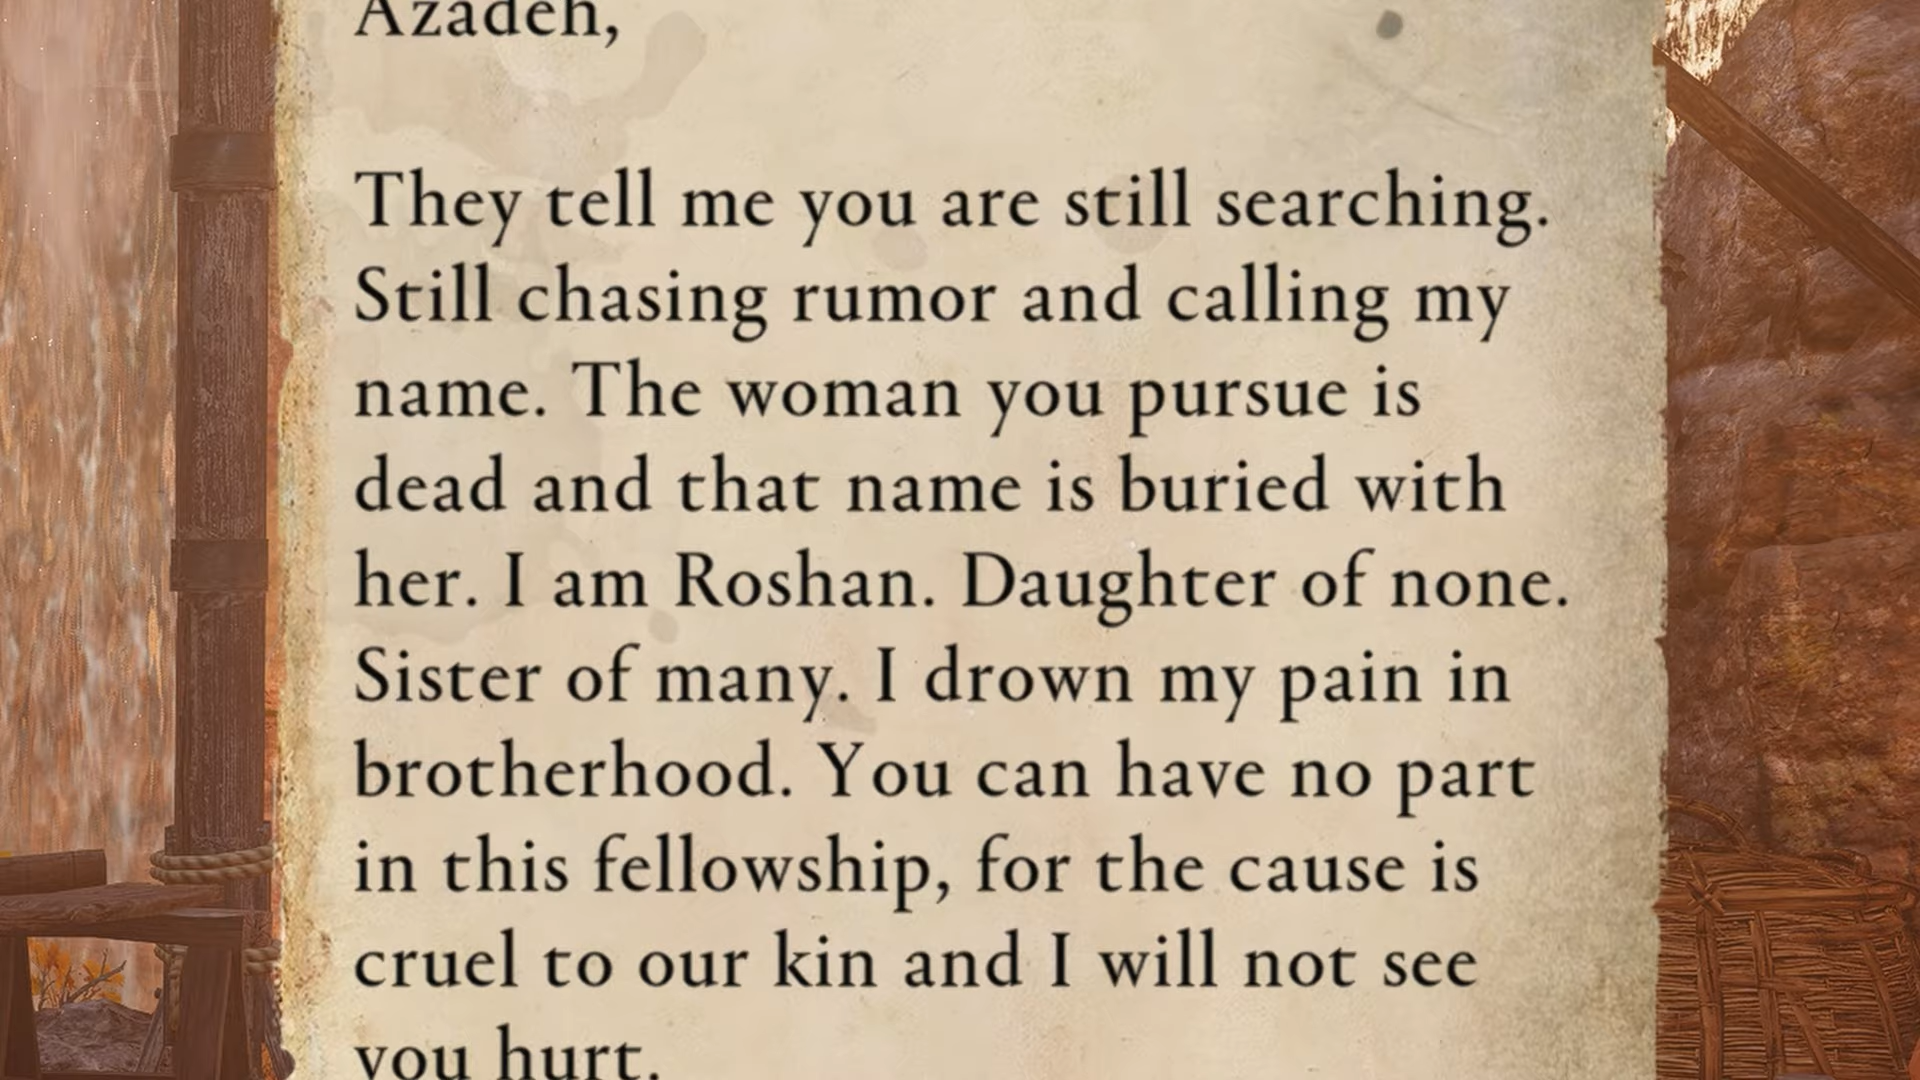 Azadeh,
They tell me you are still searching.
Still chasing rumor and calling my
name. The woman you pursue is
dead and that name is buried with
her. I am Roshan. Daughter of none.
Sister of many. I drown my pain in
brotherhood. You can have no part
in this fellowship, for the cause is
cruel to our kin and I will not see
you hurt.